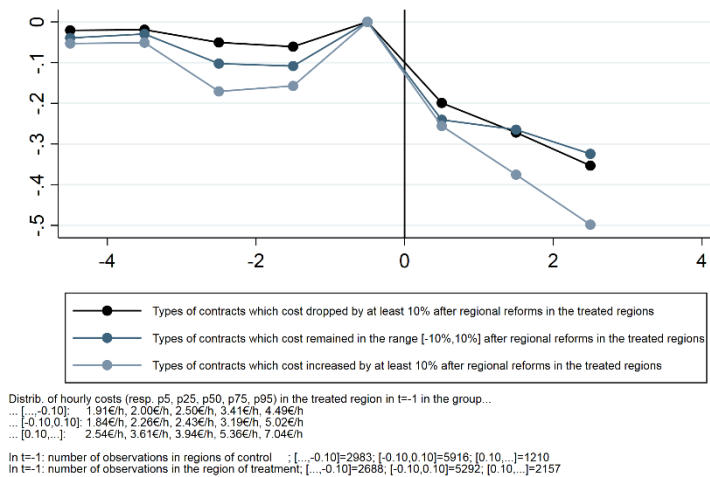 0
-.1
-.2
-.3
-.4
-.5
-4
-2
0
2
4
Types of contracts which cost dropped by at least 10% after regional reforms in the treated regions
Types of contracts which cost remained in the range [-10%,10%] after regional reforms in the treated regions
Types of contracts which cost increased by at least 10% after regional reforms in the treated regions
Distrib. of hourly costs (resp. p5, p25, p50, p75, p95) in the treated region in t=-1 in the group...
... [...,-0.10]: 1.91€/h, 2.00€/h, 2.50€/h, 3.41€/h, 4.49€/h
... [-0.10,0.10]: 1.84€/h, 2.26€/h, 2.43€/h, 3.19€/h, 5.02€/h
... [0.10,...]: 2.54€/h, 3.61€/h, 3.94€/h, 5.36€/h, 7.04€/h
In t=-1: number of observations in regions of control ; [...,-0.10]=2983; [-0.10,0.10]=5916; [0.10,...]=1210
In t=-1: number of observations in the region of treatment; [...,-0.10]=2688; [-0.10,0.10]=5292; [0.10,...]=2157